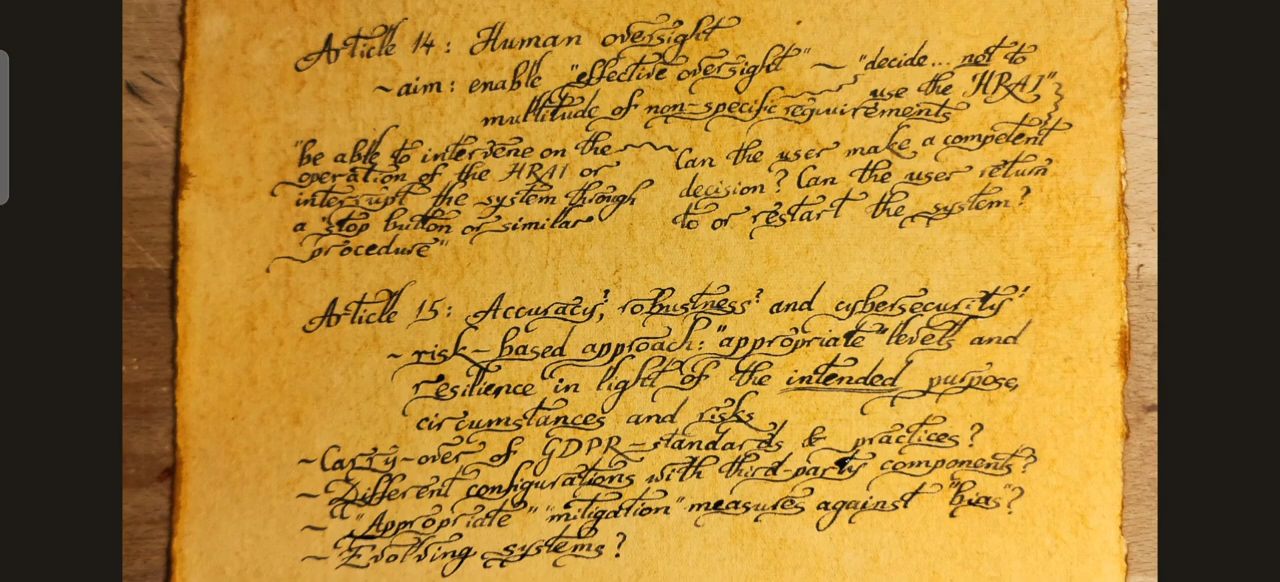 Article 14: Human oversight
~aim: enable "effective oversight" ~ "decide... not to
use the HRAI"
multitude of non-specific requirements
"be able to intervene on the
operation of the HRAI or
interrupt the system through
a stop button or similar
procedure"
Can the user make a competent
decision? Can the user return
to or restart the system?
Article 15: Accuracy?, robustness? and cybersecurity?
~ risk-based approach: "appropriate" levels and
resilience in light of the intended purpose,
circumstances and risks
~Carry-over of GDPR-standards & practices?
~ Different configurations with third-party components?
~ "Appropriate" "mitigation" measures against "bias"?
~ Evolving systems?